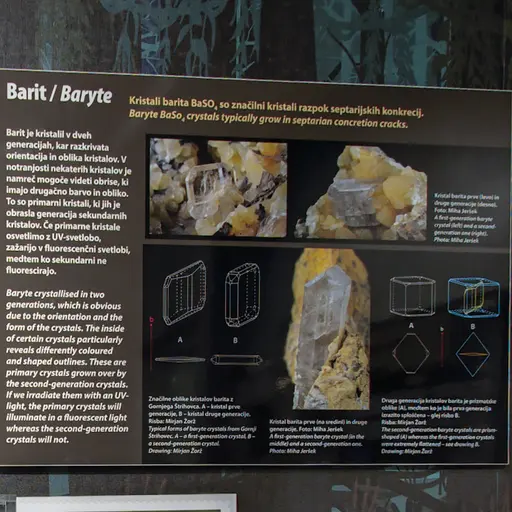 Barit / Baryte
Kristali barita BaSO₄ so značilni kristali razpok septarijskih konkrecij.
Baryte BaSO₄ crystals typically grow in septarian concretion cracks.
Barit je kristalil v dveh
generacijah, kar razkrivata
orientacija in oblika kristalov. V
notranjosti nekaterih kristalov je
namreč mogoče videti obrise, ki
imajo drugačno barvo in obliko.
To so primarni kristali, ki jih je
obrasla generacija sekundarnih
kristalov. Če primarne kristale
osvetlimo z UV-svetlobo,
zažarijo v fluorescenčni svetlobi,
medtem ko sekundarni ne
fluorescirajo.
Baryte crystallised in two
generations, which is obvious
due to the orientation and the
form of the crystals. The inside
of certain crystals particularly
reveals differently coloured
and shaped outlines. These are
primary crystals grown over by
the second-generation crystals.
If we irradiate them with an UV-
light, the primary crystals will
illuminate in a fluorescent light
whereas the second-generation
crystals will not.
Kristal barita prve (levo) in
druge generacije (desno).
Foto: Miha Jeršek
A first-generation baryte
crystal (left) and a second-
generation one (right).
Photo: Miha Jeršek
b
A
B
Značilne oblike kristalov barita z
Gornjega Strihovca. A – kristal prve
generacije, B – kristal druge generacije.
Risba: Mirjan Žorž
Typical forms of baryte crystals from Gornji
Strihovec. A – a first-generation crystal, B –
a second-generation crystal.
Drawing: Mirjan Žorž
Kristal barita prve (na sredini) in druge
generacije. Foto: Miha Jeršek
A first-generation baryte crystal (in the
middle) and a second-generation one.
Photo: Miha Jeršek
A
b
B
Druga generacija kristalov barita je prizmatske
oblike (A), medtem ko je bila prva generacija
izrazito sploščena – glej risbo B.
Risba: Mirjan Žorž
The second-generation baryte crystals are prism-
shaped (A) whereas the first-generation crystals
were extremely flattened – see drawing B.
Drawing: Mirjan Žorž